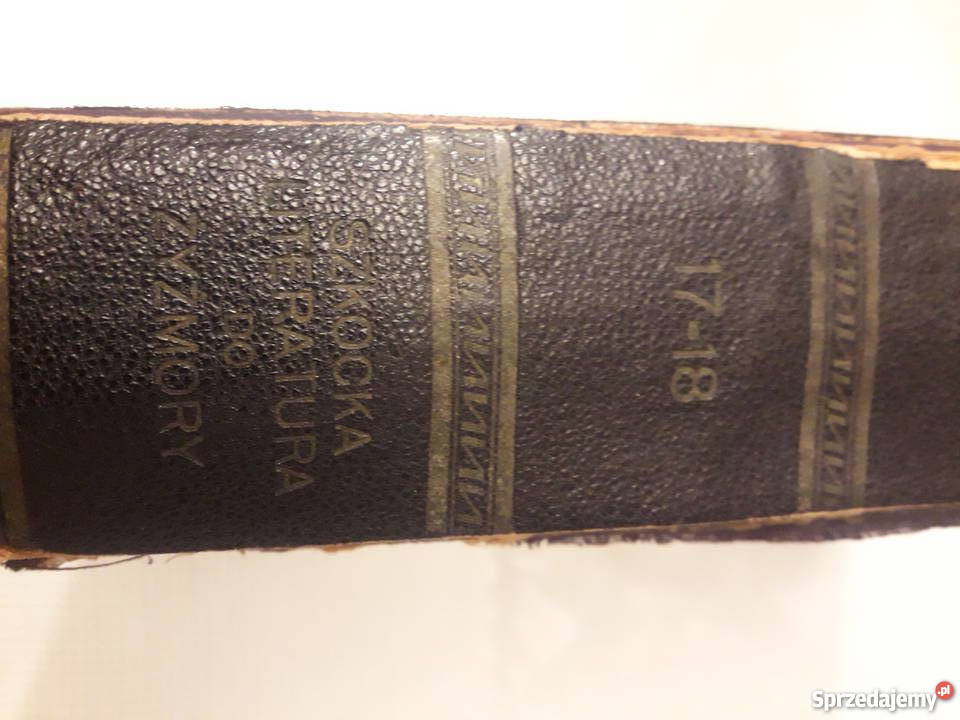 17-18
SZKOCKA
LITERATURA
DO
ŻYŻMORY
Sprzedajemy.pl